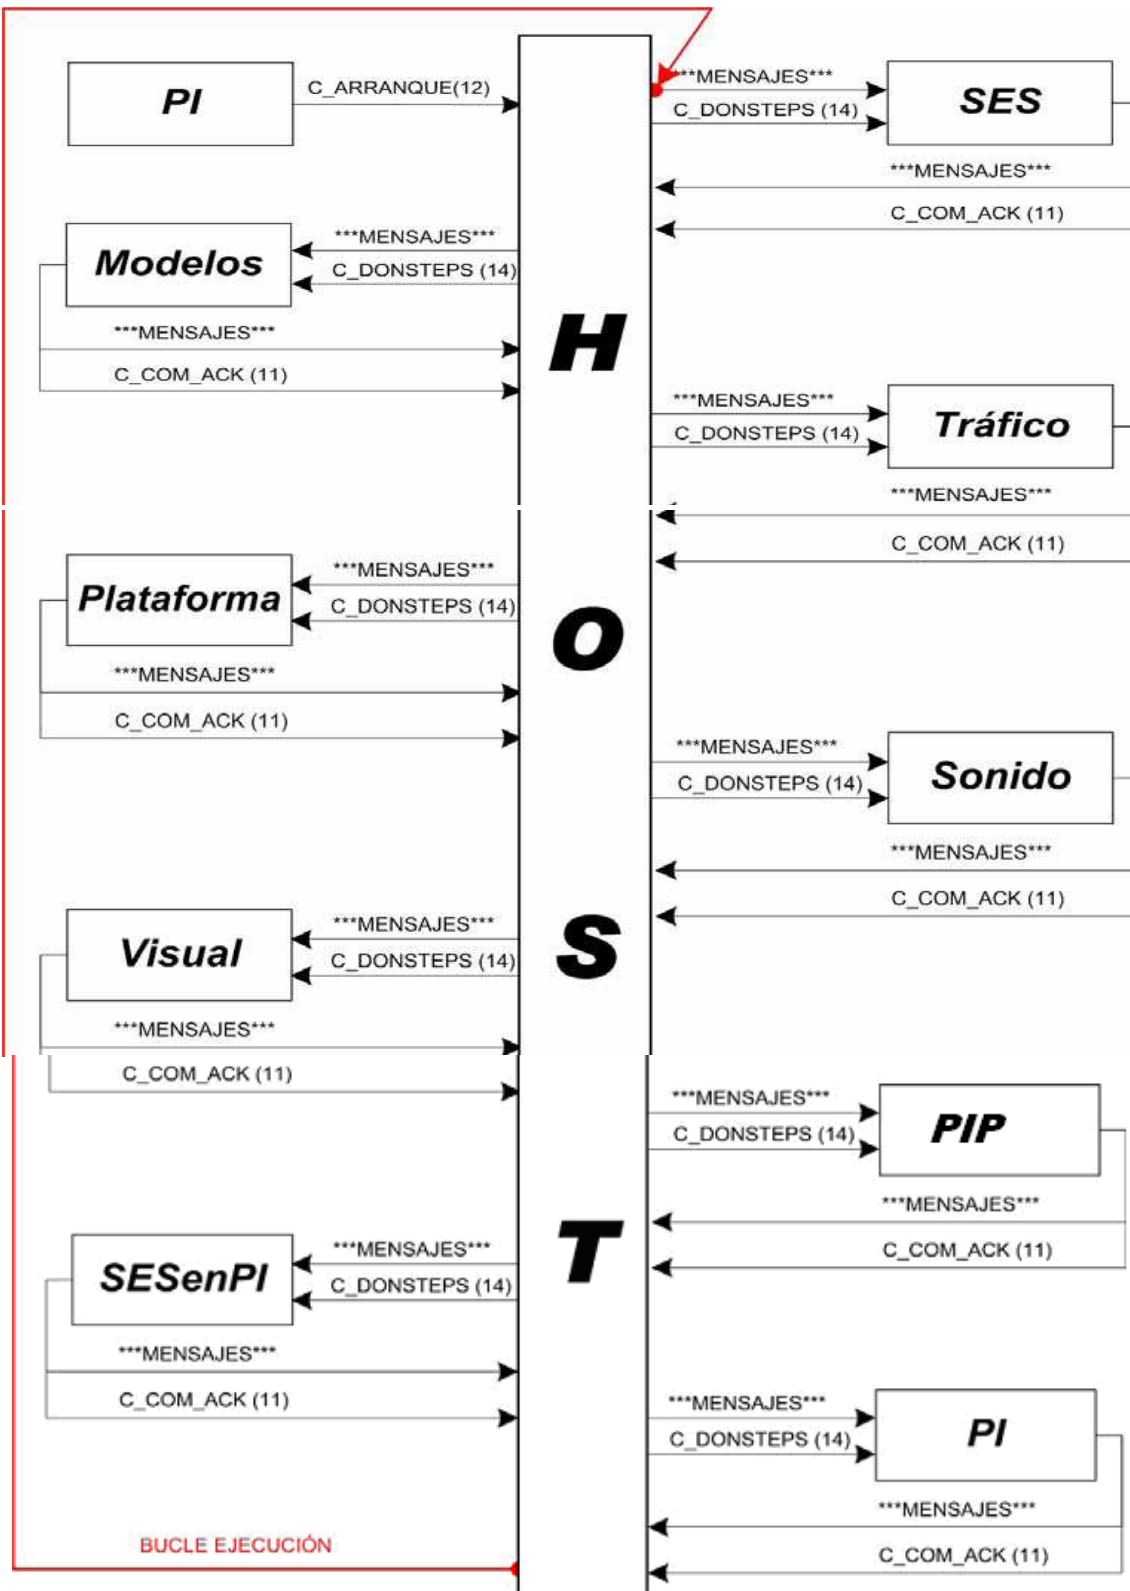 PI
C_ARRANQUE(12)
***MENSAJES***
C_DONSTEPS (14)
SES
***MENSAJES***
C_COM_ACK (11)
Modelos
***MENSAJES***
C_DONSTEPS (14)
***MENSAJES***
C_COM_ACK (11)
H
***MENSAJES***
C_DONSTEPS (14)
Tráfico
***MENSAJES***
C_COM_ACK (11)
Plataforma
***MENSAJES***
C_DONSTEPS (14)
***MENSAJES***
C_COM_ACK (11)
O
***MENSAJES***
C_DONSTEPS (14)
Sonido
***MENSAJES***
C_COM_ACK (11)
Visual
***MENSAJES***
C_DONSTEPS (14)
***MENSAJES***
C_COM_ACK (11)
S
***MENSAJES***
C_DONSTEPS (14)
PIP
***MENSAJES***
C_COM_ACK (11)
T
SESenPI
***MENSAJES***
C_DONSTEPS (14)
***MENSAJES***
C_COM_ACK (11)
***MENSAJES***
C_DONSTEPS (14)
PI
***MENSAJES***
C_COM_ACK (11)
BUCLE EJECUCIÓN